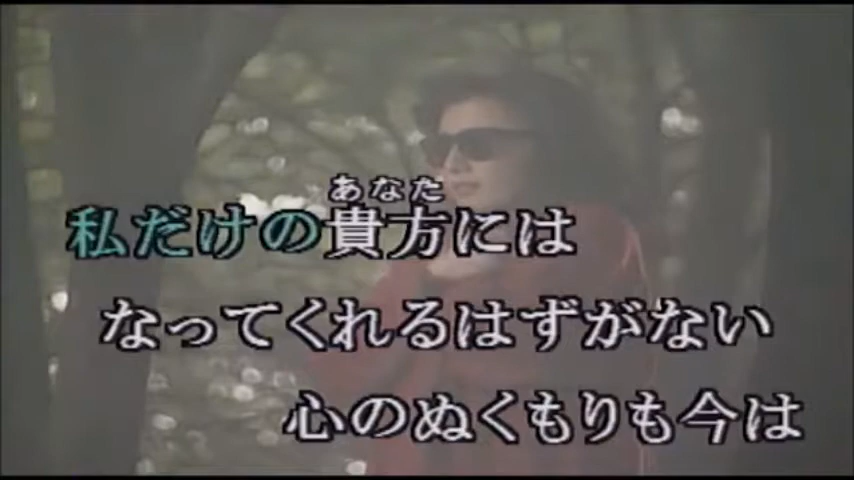 あなた
私だけの貴方には
なってくれるはずがない
心のぬくもりも今は